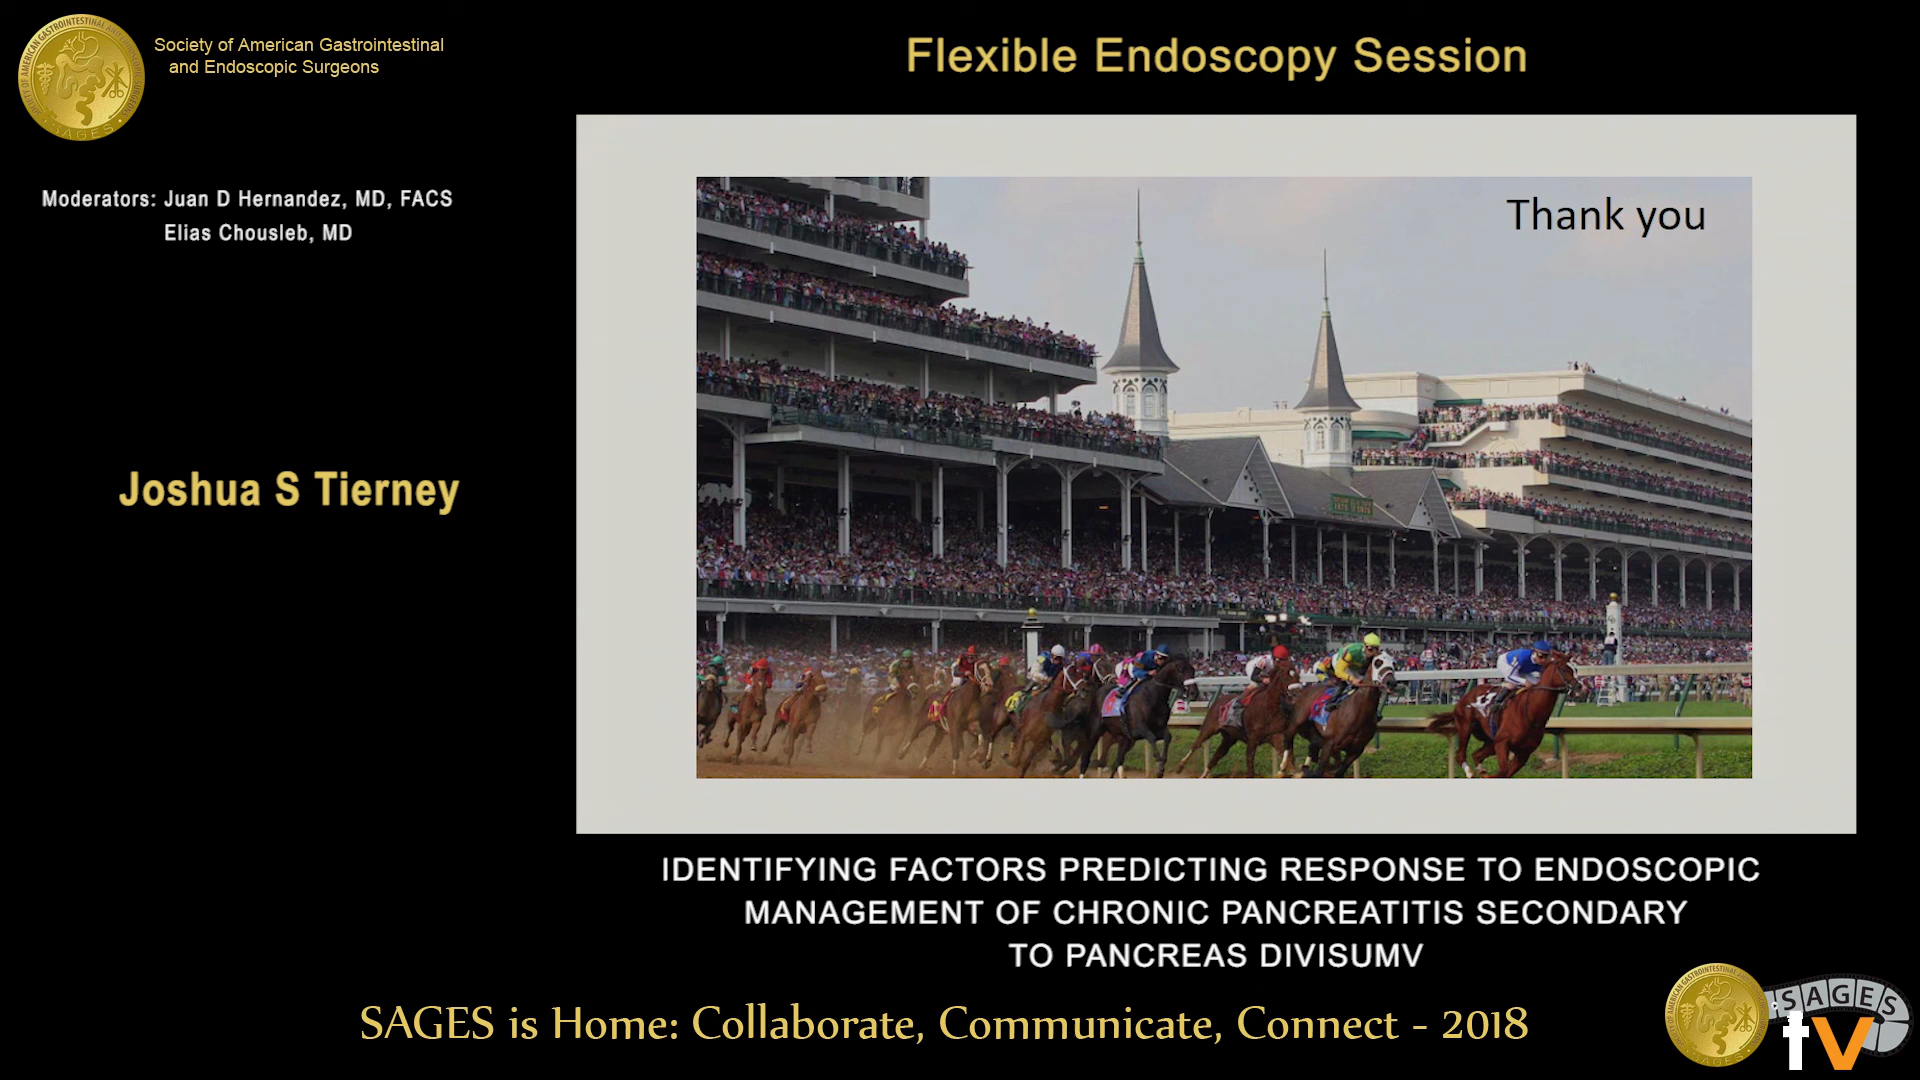 Society of American Gastrointestinal
and Endoscopic Surgeons
SAGES
Flexible Endoscopy Session
Moderators: Juan D Hernandez, MD, FACS
Elias Chousleb, MD
Thank you
Joshua S Tierney
IDENTIFYING FACTORS PREDICTING RESPONSE TO ENDOSCOPIC
MANAGEMENT OF CHRONIC PANCREATITIS SECONDARY
TO PANCREAS DIVISUMV
SAGES is Home: Collaborate, Communicate, Connect - 2018
SAGES
tv